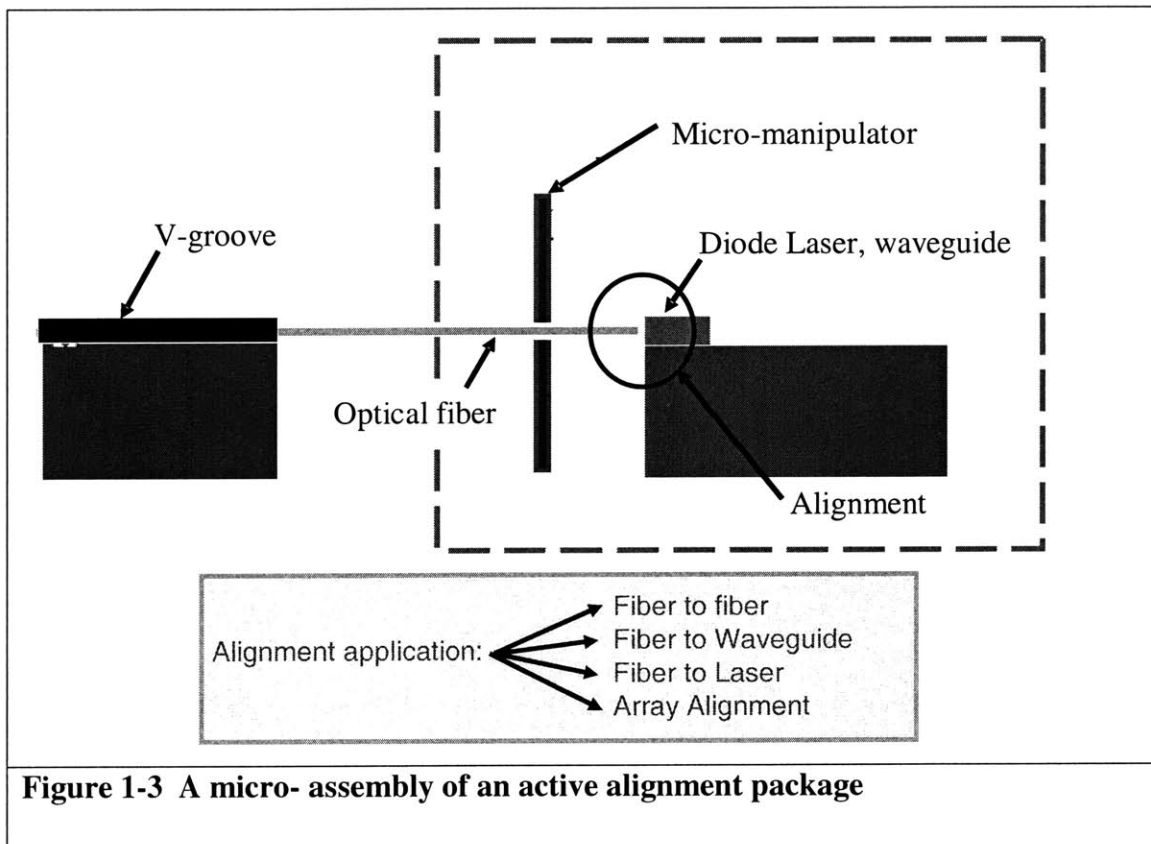 Micro-manipulator
V-groove
Diode Laser, waveguide
Optical fiber
Alignment
Alignment application:
Fiber to fiber
Fiber to Waveguide
Fiber to Laser
Array Alignment
Figure 1-3 A micro- assembly of an active alignment package